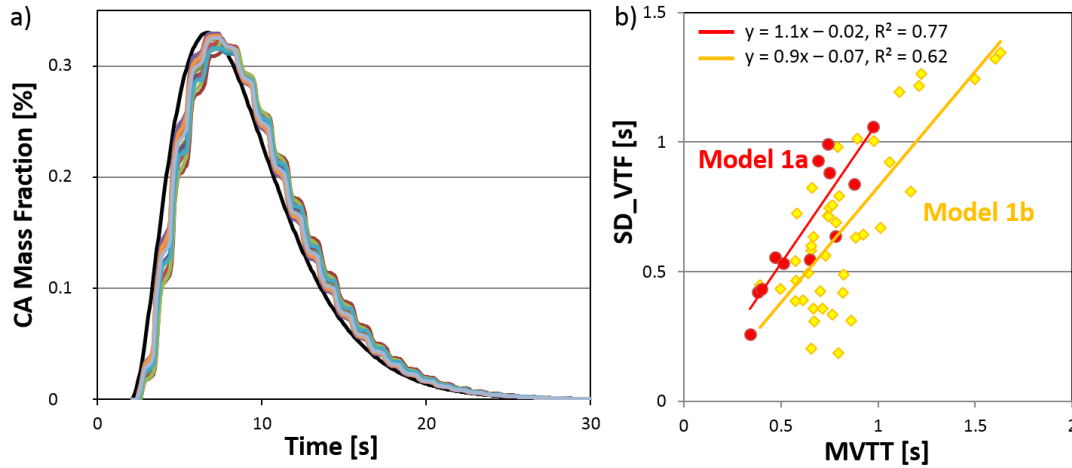 a)
CA Mass Fraction [%]
0.3
0.2
0.1
0
0
10
20
30
Time [s]
b)
SD_VTF [s]
1.5
1
0.5
0
y = 1.1x – 0.02, R² = 0.77
y = 0.9x – 0.07, R² = 0.62
Model 1a
Model 1b
0
0.5
1
1.5
2
MVTT [s]